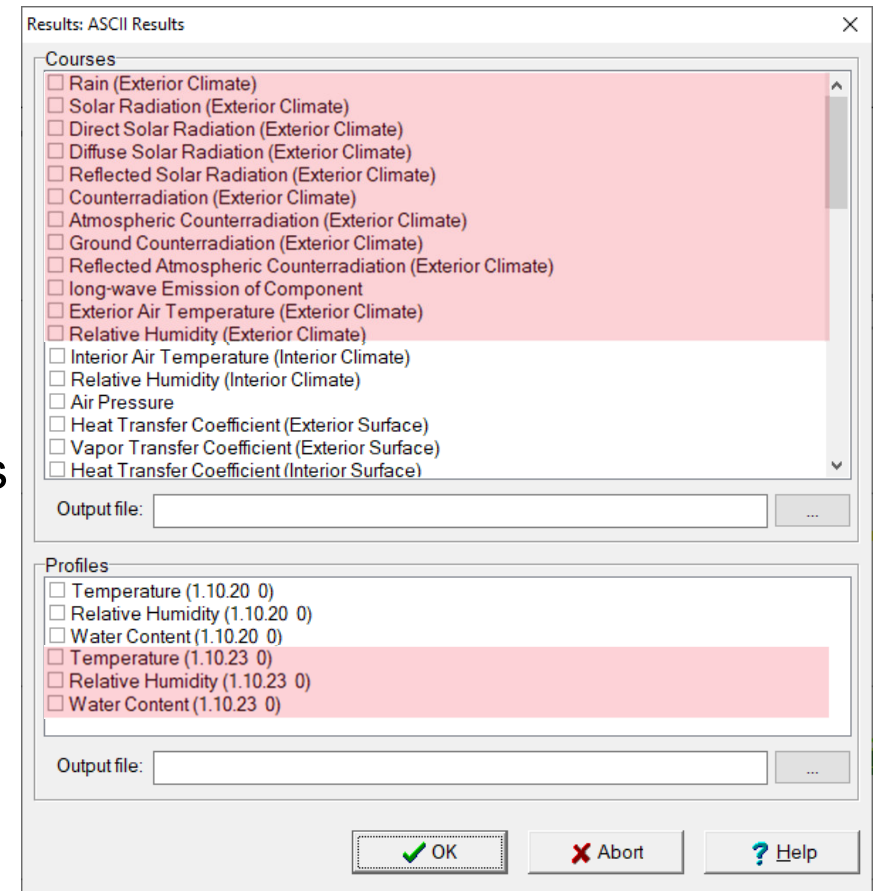 Results: ASCII Results
Courses
Rain (Exterior Climate)
Solar Radiation (Exterior Climate)
Direct Solar Radiation (Exterior Climate)
Diffuse Solar Radiation (Exterior Climate)
Reflected Solar Radiation (Exterior Climate)
Counterradiation (Exterior Climate)
Atmospheric Counterradiation (Exterior Climate)
Ground Counterradiation (Exterior Climate)
Reflected Atmospheric Counterradiation (Exterior Climate)
long-wave Emission of Component
Exterior Air Temperature (Exterior Climate)
Relative Humidity (Exterior Climate)
Interior Air Temperature (Interior Climate)
Relative Humidity (Interior Climate)
Air Pressure
Heat Transfer Coefficient (Exterior Surface)
Vapor Transfer Coefficient (Exterior Surface)
Heat Transfer Coefficient (Interior Surface)
s
Output file:
...
Profiles
Temperature (1.10.20 0)
Relative Humidity (1.10.20 0)
Water Content (1.10.20 0)
Temperature (1.10.23 0)
Relative Humidity (1.10.23 0)
Water Content (1.10.23 0)
Output file:
...
OK Abort Help